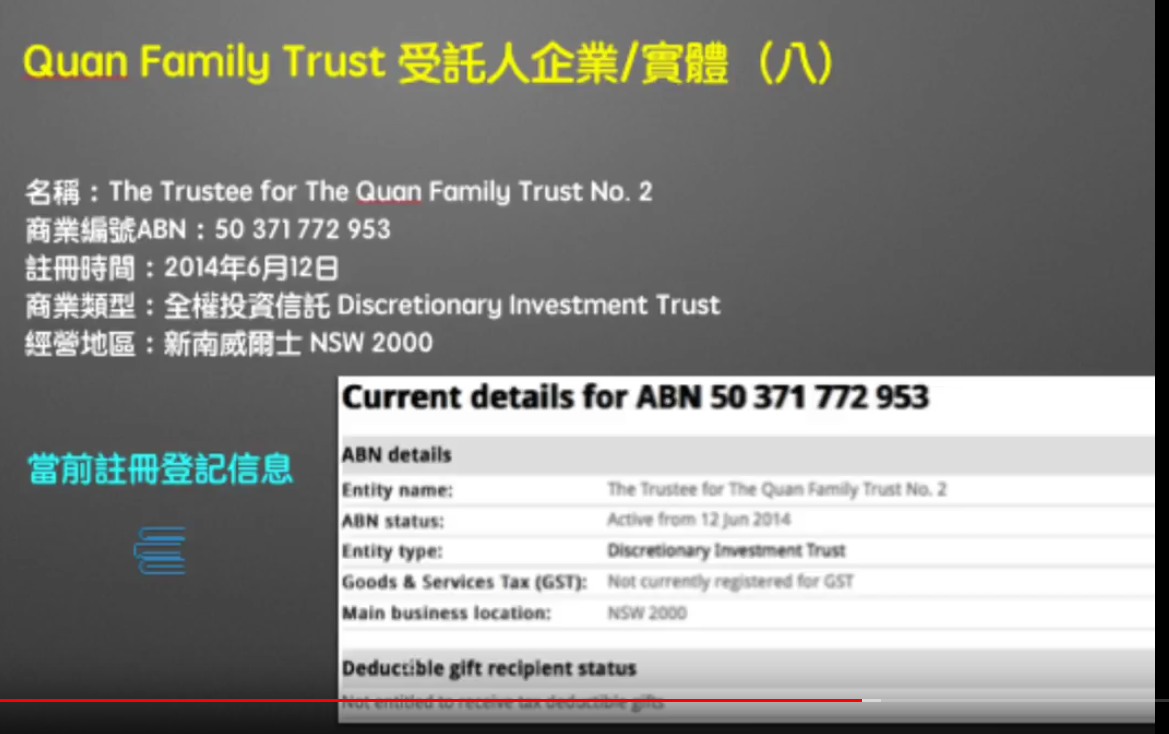 Quan Family Trust 受託人企業/實體（八）
名稱：The Trustee for The Quan Family Trust No. 2
商業編號ABN：50 371 772 953
註冊時間：2014年6月12日
商業類型：全權投資信託 Discretionary Investment Trust
經營地區：新南威爾士 NSW 2000
當前註冊登記信息
Current details for ABN 50 371 772 953
ABN details
Entity name: The Trustee for The Quan Family Trust No. 2
ABN status: Active from 12 Jun 2014
Entity type: Discretionary Investment Trust
Goods & Services Tax (GST): Not currently registered for GST
Main business location: NSW 2000
Deductible gift recipient status
Not entitled to receive tax deductible gifts